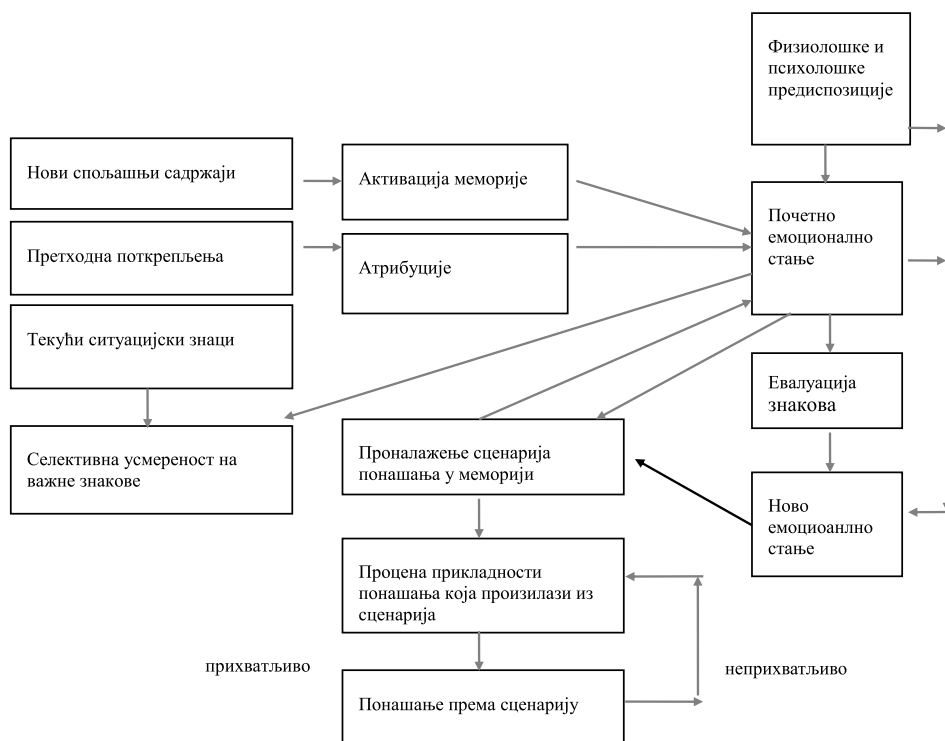 Физиолошке и
психолошке
предиспозиције
Нови спољашњи садржаји
Активација меморије
Почетно
емоционално
стање
Претходна поткрепљења
Атрибуције
Текући ситуацијски знаци
Евалуација
знакова
Селективна усмереност на
важне знакове
Проналажење сценарија
понашања у меморији
Ново
емоциоанлно
стање
Процена прикладности
понашања која произилази из
сценарија
прихватљиво
неприхватљиво
Понашање према сценарију